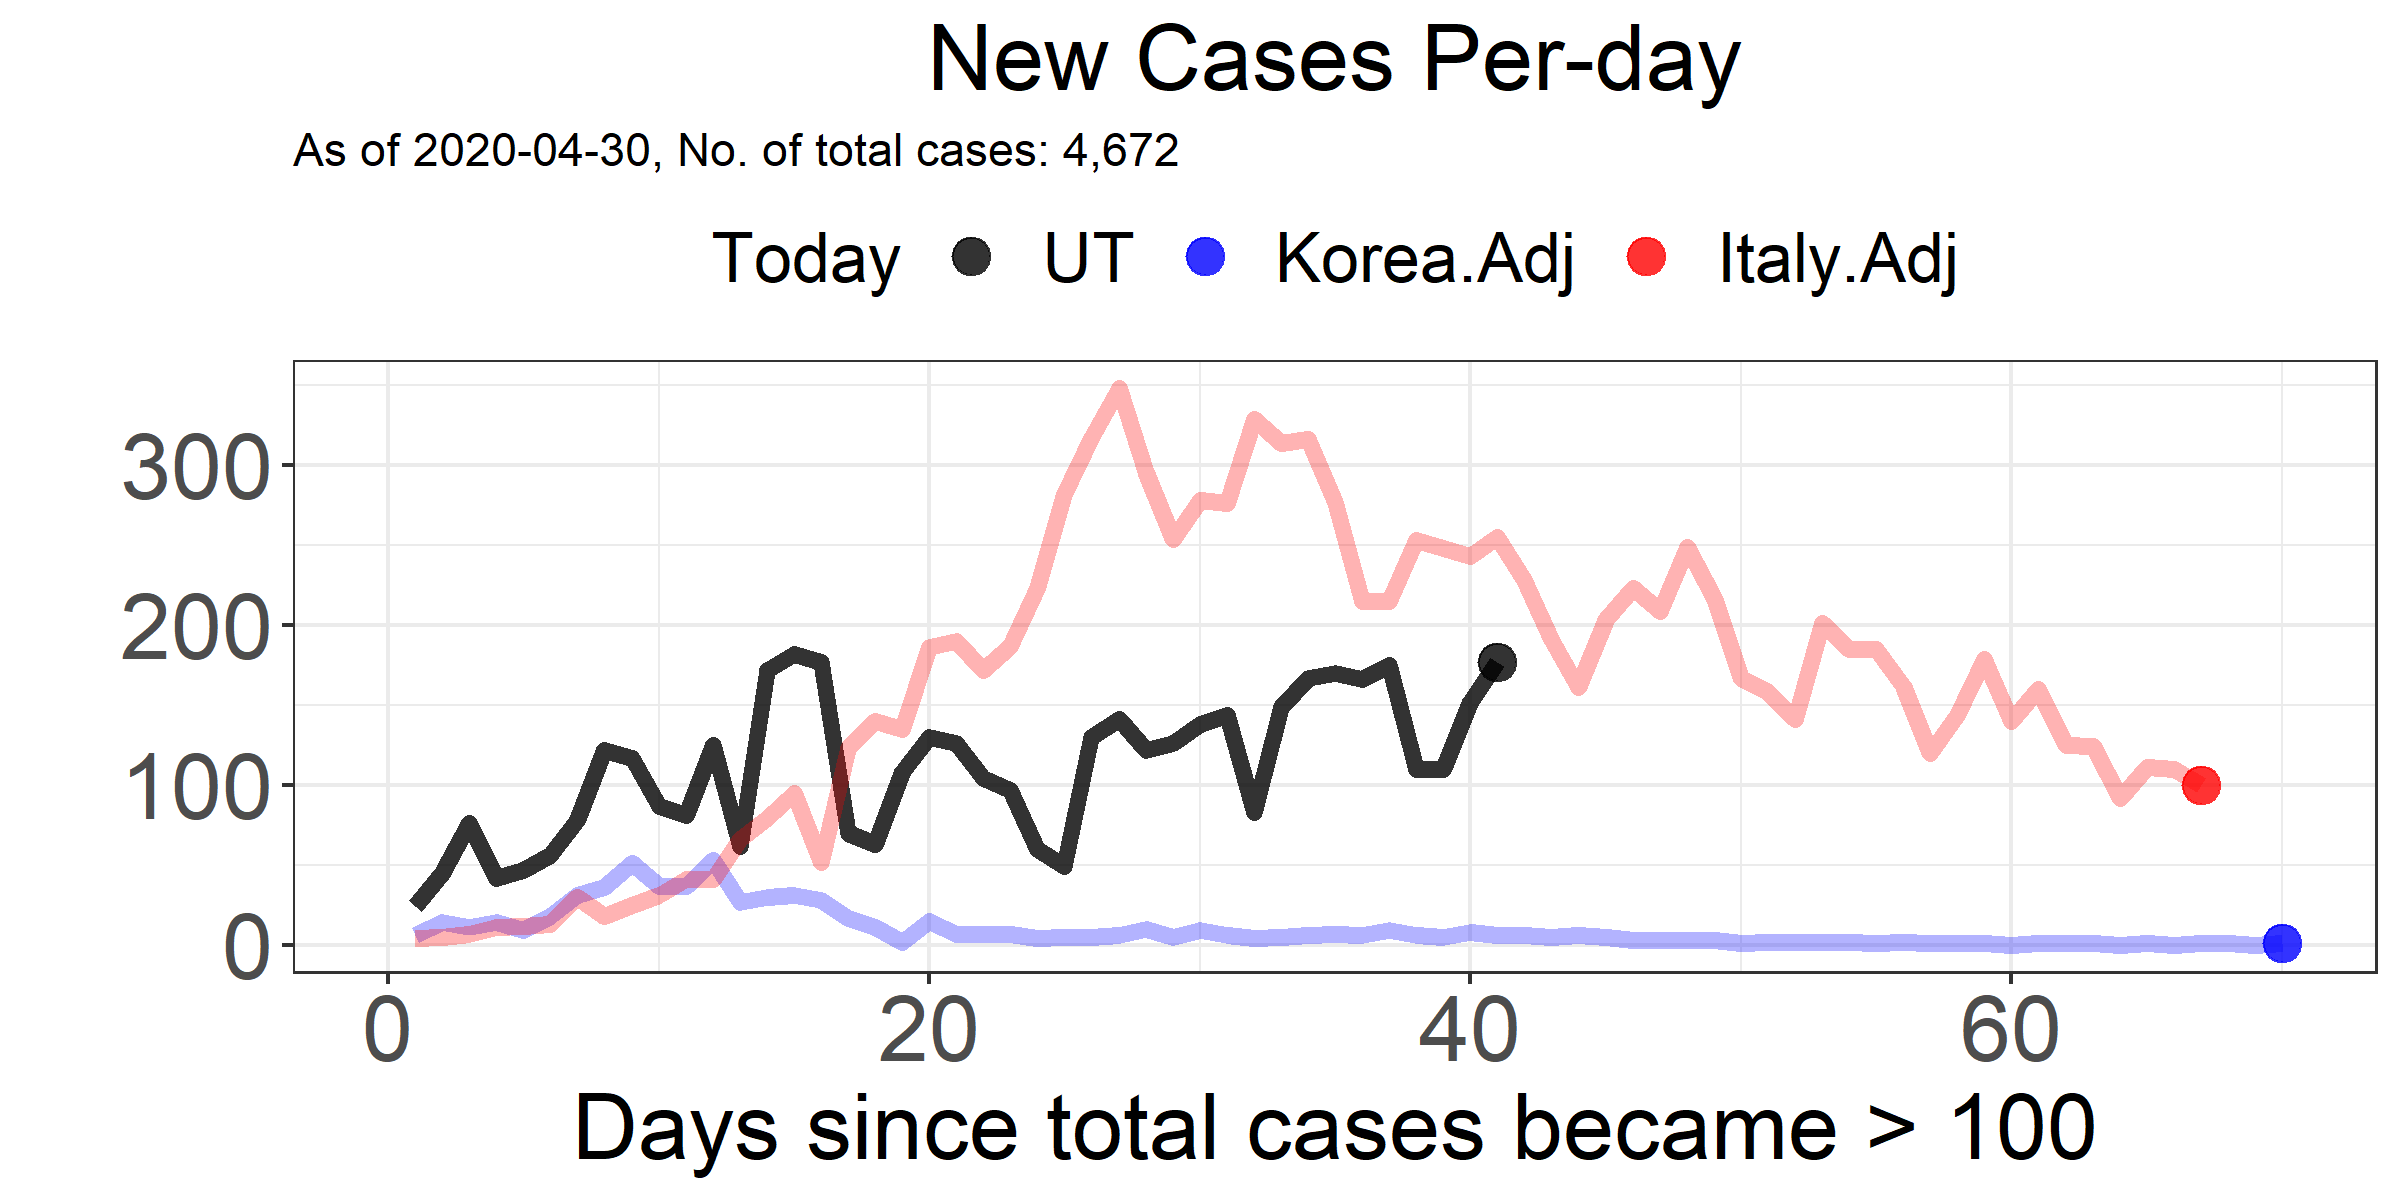 New Cases Per-day
As of 2020-04-30, No. of total cases: 4,672
Today UT Korea.Adj Italy.Adj
300
200
100
0
0 20 40 60
Days since total cases became > 100